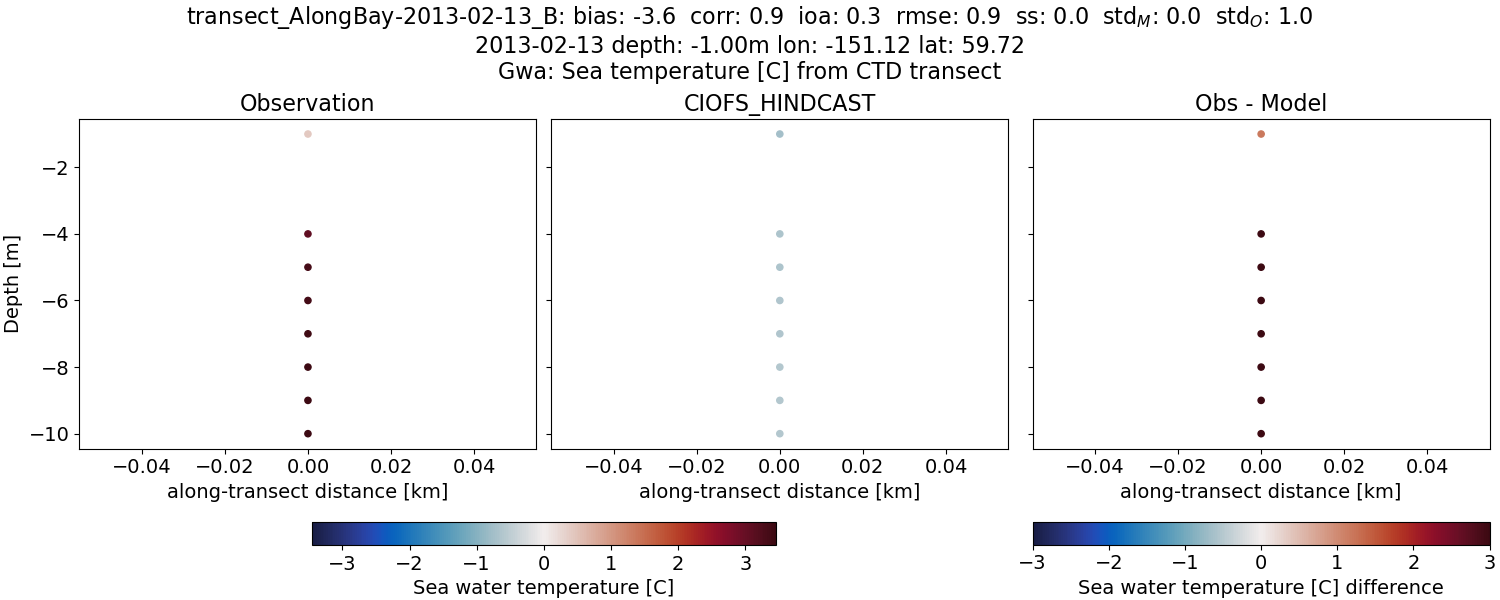 transect_AlongBay-2013-02-13_B: bias: -3.6  corr: 0.9  ioa: 0.3  rmse: 0.9  ss: 0.0  std_M: 0.0  std_O: 1.0
2013-02-13 depth: -1.00m lon: -151.12 lat: 59.72
Gwa: Sea temperature [C] from CTD transect
Observation CIOFS_HINDCAST Obs - Model
Depth [m]
−2
−4
−6
−8
−10
−0.04 −0.02 0.00 0.02 0.04 −0.04 −0.02 0.00 0.02 0.04 −0.04 −0.02 0.00 0.02 0.04
along-transect distance [km] along-transect distance [km] along-transect distance [km]
−3 −2 −1 0 1 2 3 −3 −2 −1 0 1 2 3
Sea water temperature [C] Sea water temperature [C] difference